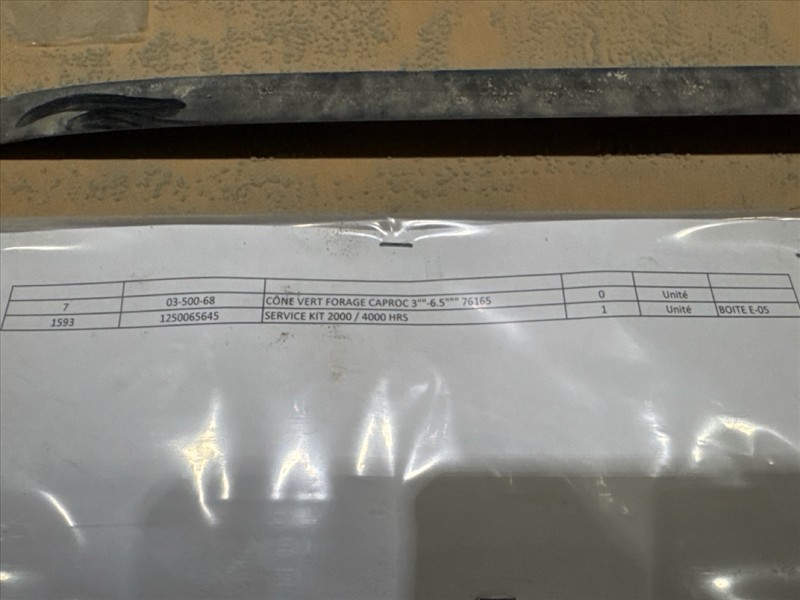 7 03-500-68 CÔNE VERT FORAGE CAPROC 3""-6.5""" 76165 0 Unité
1593 1250065645 SERVICE KIT 2000 / 4000 HRS 1 Unité BOITE E-05